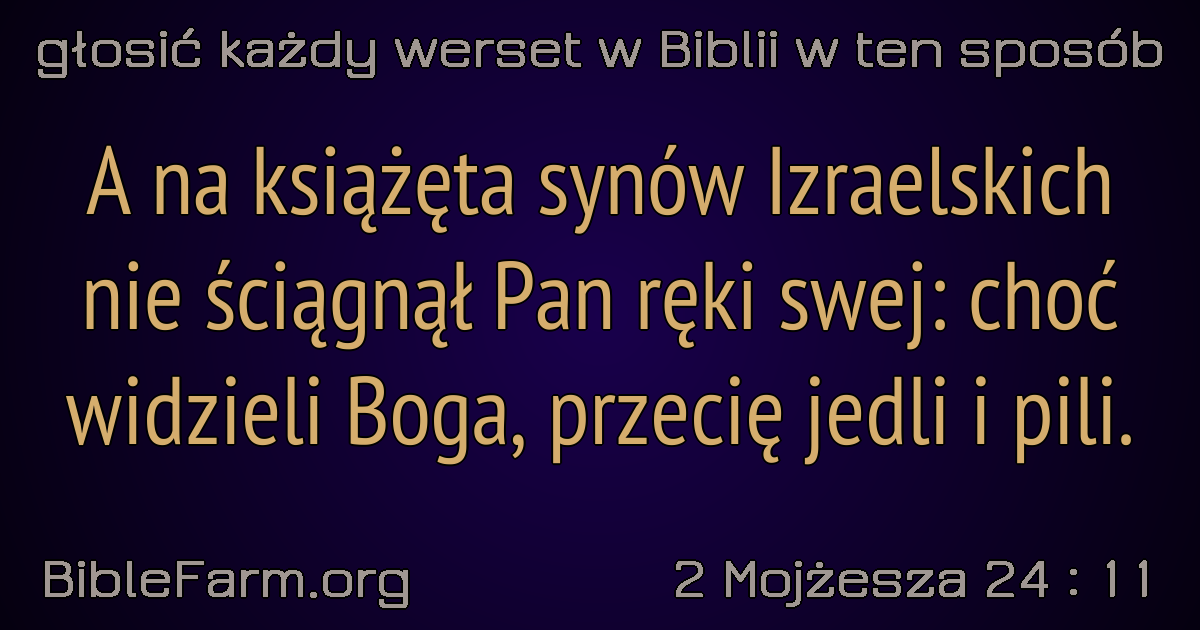 głosić każdy werset w Biblii w ten sposób
A na książęta synów Izraelskich
nie ściągnął Pan ręki swej: choć
widzieli Boga, przecię jedli i pili.
BibleFarm.org
2 Mojżesza 24 : 11